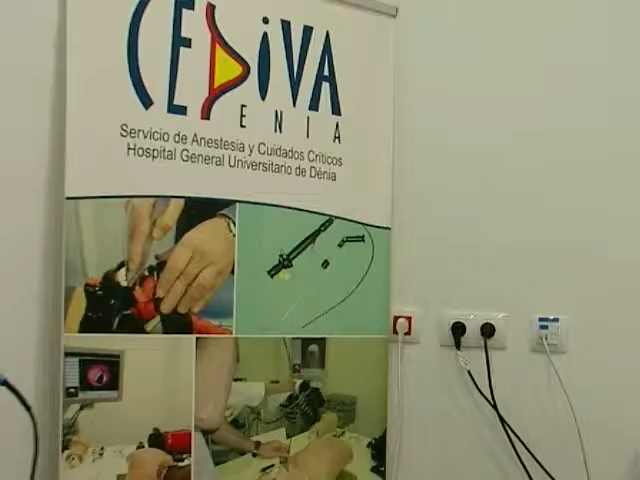 CEDIVA
DENIA
Servicio de Anestesia y Cuidados Críticos
Hospital General Universitario de Dénia